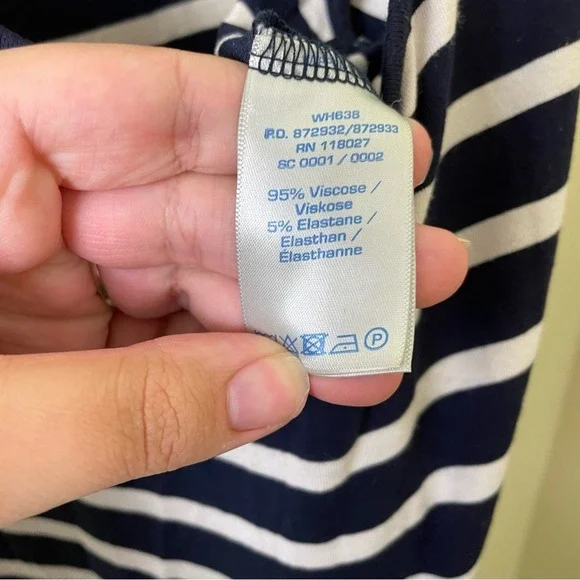 WH638
P.O. 872932/872933
RN 118027
SC 0001 / 0002
95% Viscose /
Viskose
5% Elastane /
Elasthan /
Élasthanne
P